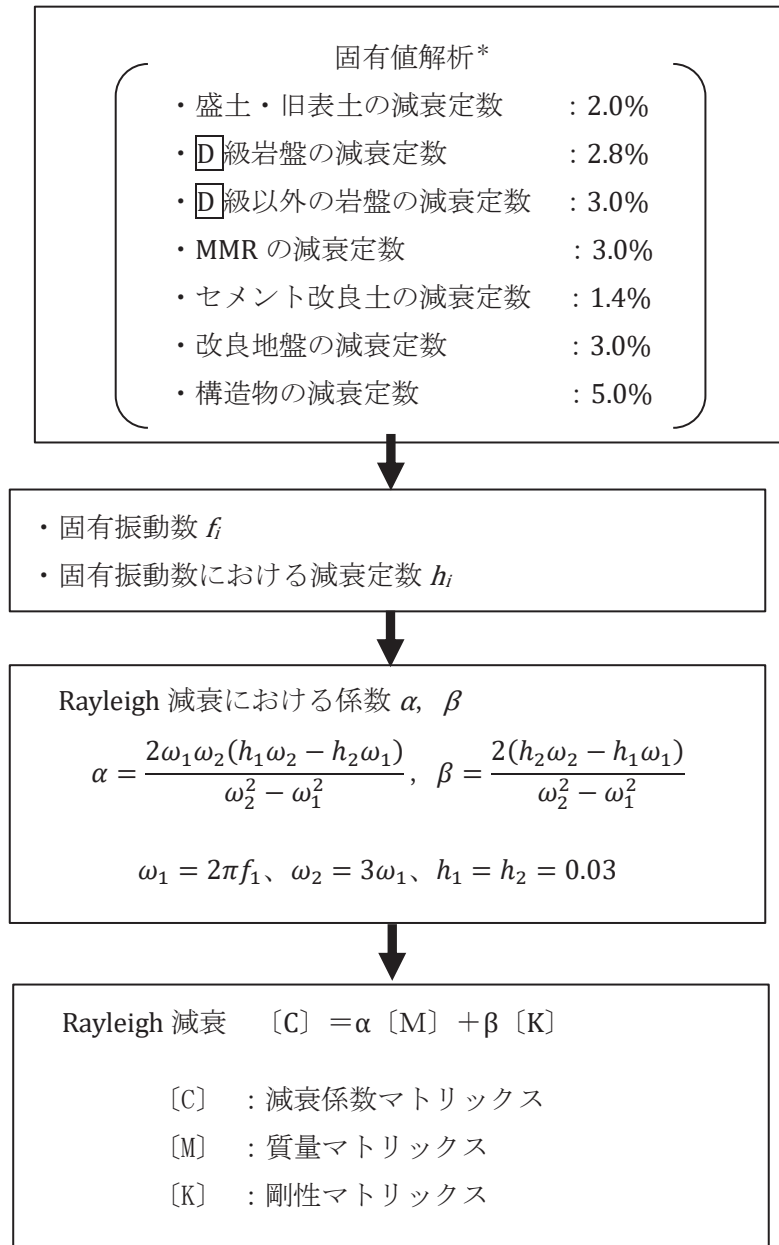 固有値解析*
・盛土・旧表土の減衰定数 : 2.0%
・D級岩盤の減衰定数 : 2.8%
・D級以外の岩盤の減衰定数 : 3.0%
・MMR の減衰定数 : 3.0%
・セメント改良土の減衰定数 : 1.4%
・改良地盤の減衰定数 : 3.0%
・構造物の減衰定数 : 5.0%
・固有振動数 fᵢ
・固有振動数における減衰定数 hᵢ
Rayleigh 減衰における係数 α, β
α = 2ω₁ω₂(h₁ω₂ − h₂ω₁) / (ω₂² − ω₁²), β = 2(h₂ω₂ − h₁ω₁) / (ω₂² − ω₁²)
ω₁ = 2πf₁、ω₂ = 3ω₁、h₁ = h₂ = 0.03
Rayleigh 減衰 〔C〕=α〔M〕+β〔K〕
〔C〕 : 減衰係数マトリックス
〔M〕 : 質量マトリックス
〔K〕 : 剛性マトリックス